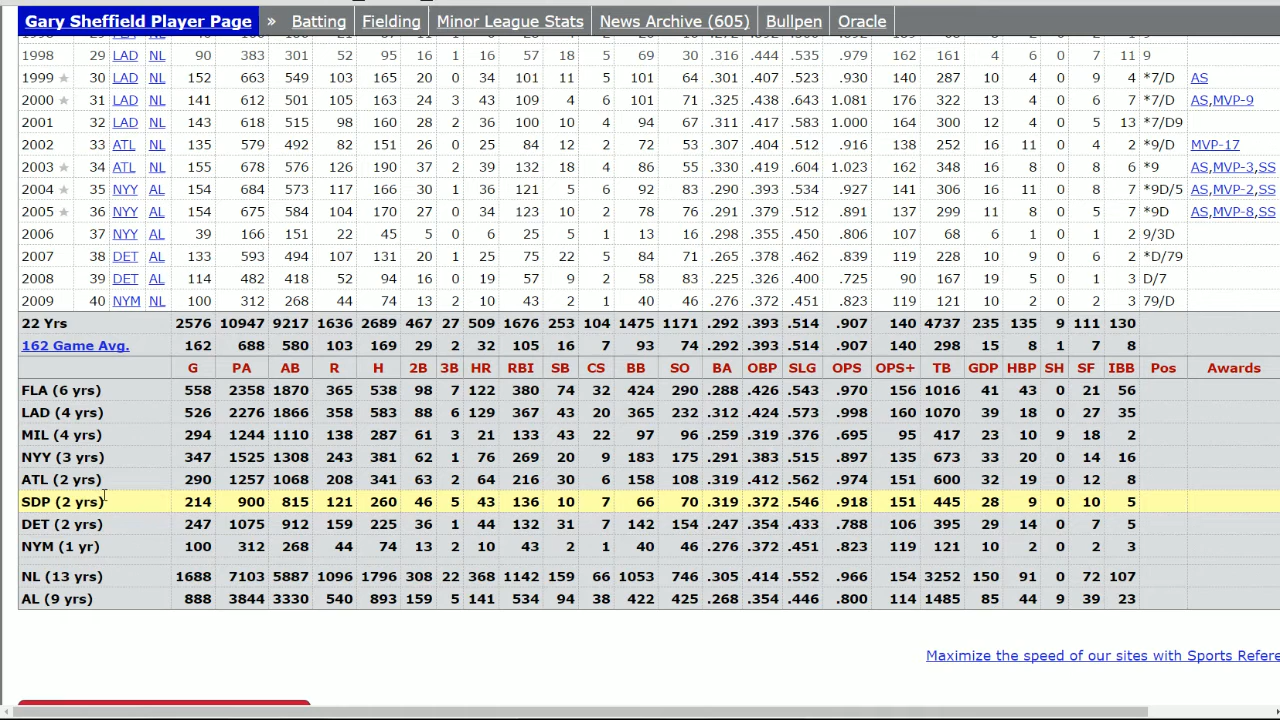 Gary Sheffield Player Page » Batting Fielding Minor League Stats News Archive (605) Bullpen Oracle
1998 29 LAD NL 90 383 301 52 95 16 1 16 57 18 5 69 30 .316 .444 .535 .979 162 161 4 6 0 7 11 9
1999 ★ 30 LAD NL 152 663 549 103 165 20 0 34 101 11 5 101 64 .301 .407 .523 .930 140 287 10 4 0 9 4 *7/D AS
2000 ★ 31 LAD NL 141 612 501 105 163 24 3 43 109 4 6 101 71 .325 .438 .643 1.081 176 322 13 4 0 6 7 *7/D AS,MVP-9
2001 32 LAD NL 143 618 515 98 160 28 2 36 100 10 4 94 67 .311 .417 .583 1.000 164 300 12 4 0 5 13 *7/D9
2002 33 ATL NL 135 579 492 82 151 26 0 25 84 12 2 72 53 .307 .404 .512 .916 138 252 16 11 0 4 2 *9/D MVP-17
2003 ★ 34 ATL NL 155 678 576 126 190 37 2 39 132 18 4 86 55 .330 .419 .604 1.023 162 348 16 8 0 8 6 *9 AS,MVP-3,SS
2004 ★ 35 NYY AL 154 684 573 117 166 30 1 36 121 5 6 92 83 .290 .393 .534 .927 141 306 16 11 0 8 7 *9D/5 AS,MVP-2,SS
2005 ★ 36 NYY AL 154 675 584 104 170 27 0 34 123 10 2 78 76 .291 .379 .512 .891 137 299 11 8 0 5 7 *9D AS,MVP-8,SS
2006 37 NYY AL 39 166 151 22 45 5 0 6 25 5 1 13 16 .298 .355 .450 .806 107 68 6 1 0 1 2 9/3D
2007 38 DET AL 133 593 494 107 131 20 1 25 75 22 5 84 71 .265 .378 .462 .839 119 228 10 9 0 6 2 *D/79
2008 39 DET AL 114 482 418 52 94 16 0 19 57 9 2 58 83 .225 .326 .400 .725 90 167 19 5 0 1 3 D/7
2009 40 NYM NL 100 312 268 44 74 13 2 10 43 2 1 40 46 .276 .372 .451 .823 119 121 10 2 0 2 3 79/D
22 Yrs 2576 10947 9217 1636 2689 467 27 509 1676 253 104 1475 1171 .292 .393 .514 .907 140 4737 235 135 9 111 130
162 Game Avg. 162 688 580 103 169 29 2 32 105 16 7 93 74 .292 .393 .514 .907 140 298 15 8 1 7 8
G PA AB R H 2B 3B HR RBI SB CS BB SO BA OBP SLG OPS OPS+ TB GDP HBP SH SF IBB Pos Awards
FLA (6 yrs) 558 2358 1870 365 538 98 7 122 380 74 32 424 290 .288 .426 .543 .970 156 1016 41 43 0 21 56
LAD (4 yrs) 526 2276 1866 358 583 88 6 129 367 43 20 365 232 .312 .424 .573 .998 160 1070 39 18 0 27 35
MIL (4 yrs) 294 1244 1110 138 287 61 3 21 133 43 22 97 96 .259 .319 .376 .695 95 417 23 10 9 18 2
NYY (3 yrs) 347 1525 1308 243 381 62 1 76 269 20 9 183 175 .291 .383 .515 .897 135 673 33 20 0 14 16
ATL (2 yrs) 290 1257 1068 208 341 63 2 64 216 30 6 158 108 .319 .412 .562 .974 151 600 32 19 0 12 8
SDP (2 yrs) 214 900 815 121 260 46 5 43 136 10 7 66 70 .319 .372 .546 .918 151 445 28 9 0 10 5
DET (2 yrs) 247 1075 912 159 225 36 1 44 132 31 7 142 154 .247 .354 .433 .788 106 395 29 14 0 7 5
NYM (1 yr) 100 312 268 44 74 13 2 10 43 2 1 40 46 .276 .372 .451 .823 119 121 10 2 0 2 3
NL (13 yrs) 1688 7103 5887 1096 1796 308 22 368 1142 159 66 1053 746 .305 .414 .552 .966 154 3252 150 91 0 72 107
AL (9 yrs) 888 3844 3330 540 893 159 5 141 534 94 38 422 425 .268 .354 .446 .800 114 1485 85 44 9 39 23
Maximize the speed of our sites with Sports Refere